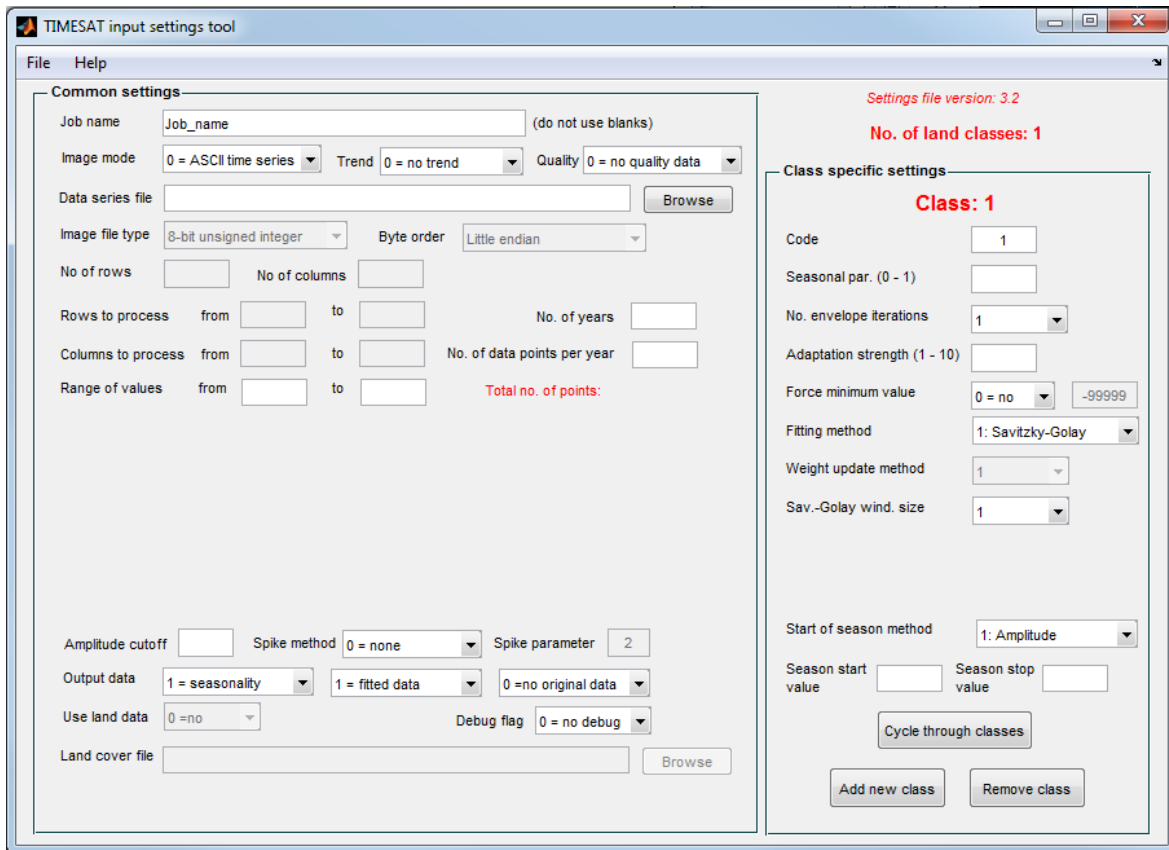 TIMESAT input settings tool
File Help
Common settings
Job name Job_name (do not use blanks)
Image mode 0 = ASCII time series Trend 0 = no trend Quality 0 = no quality data
Data series file Browse
Image file type 8-bit unsigned integer Byte order Little endian
No of rows No of columns
Rows to process from to No. of years
Columns to process from to No. of data points per year
Range of values from to Total no. of points:
Amplitude cutoff Spike method 0 = none Spike parameter 2
Output data 1 = seasonality 1 = fitted data 0 =no original data
Use land data 0 =no Debug flag 0 = no debug
Land cover file Browse
Settings file version: 3.2
No. of land classes: 1
Class specific settings
Class: 1
Code 1
Seasonal par. (0 - 1)
No. envelope iterations 1
Adaptation strength (1 - 10)
Force minimum value 0 = no -99999
Fitting method 1: Savitzky-Golay
Weight update method 1
Sav.-Golay wind. size 1
Start of season method 1: Amplitude
Season start Season stop
value value
Cycle through classes
Add new class Remove class